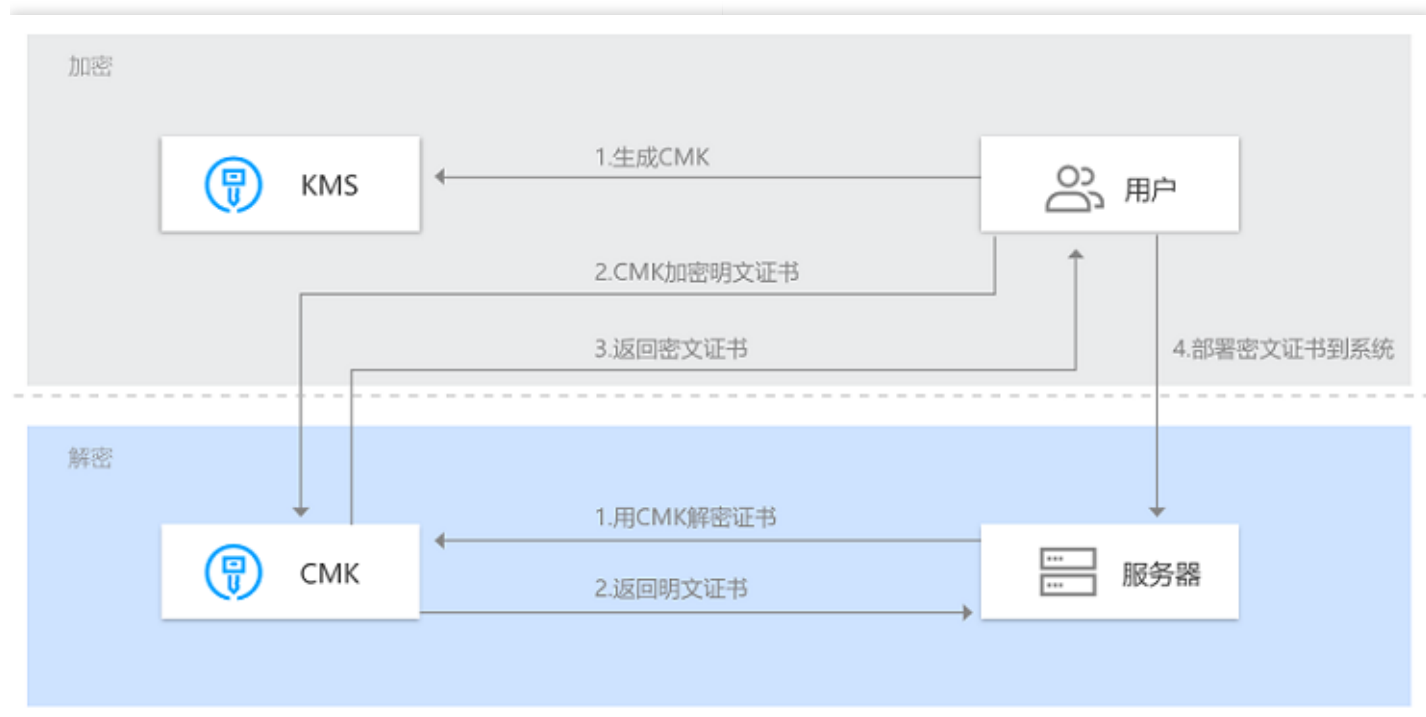 加密
1.生成CMK
KMS
用户
2.CMK加密明文证书
3.返回密文证书
4.部署密文证书到系统
解密
1.用CMK解密证书
CMK
服务器
2.返回明文证书